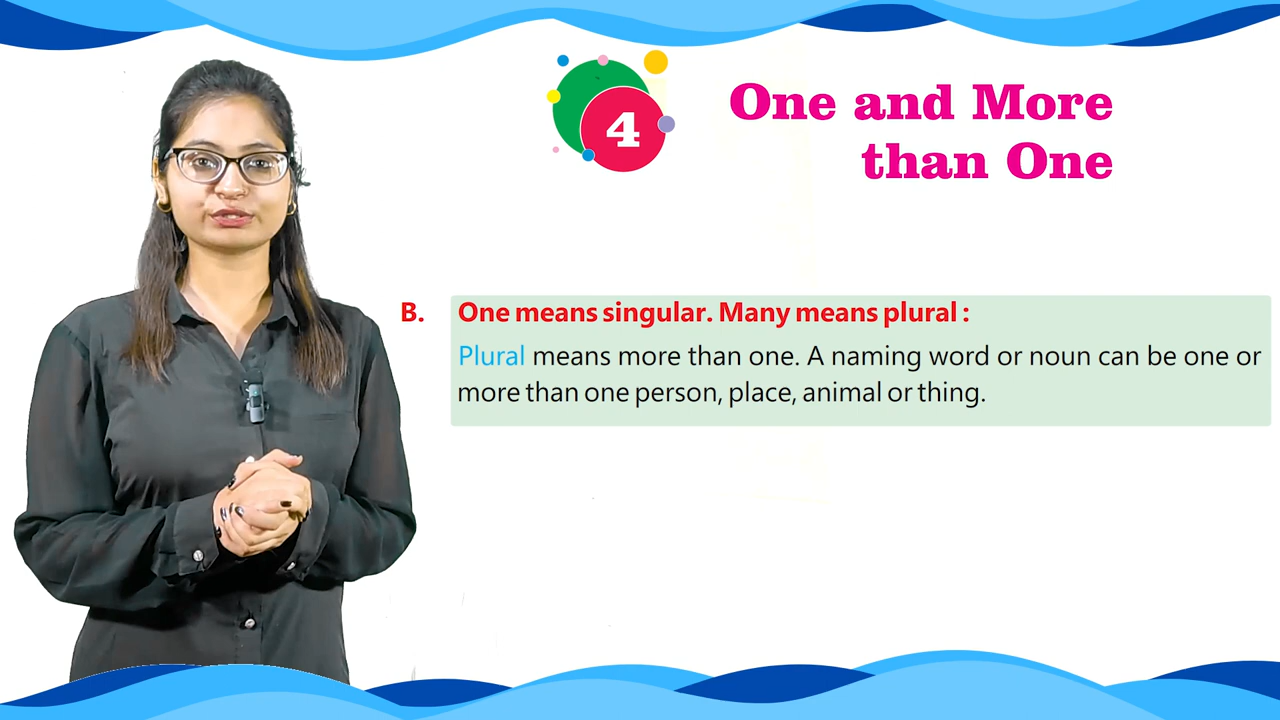 4
One and More
than One
B. One means singular. Many means plural :
Plural means more than one. A naming word or noun can be one or
more than one person, place, animal or thing.